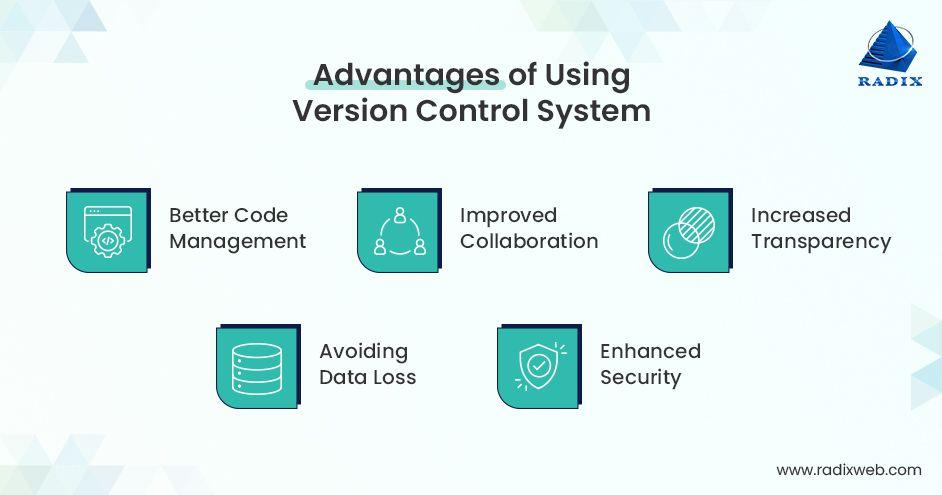 RADIX
Advantages of Using
Version Control System
Better Code
Management
Improved
Collaboration
Increased
Transparency
Avoiding
Data Loss
Enhanced
Security
www.radixweb.com